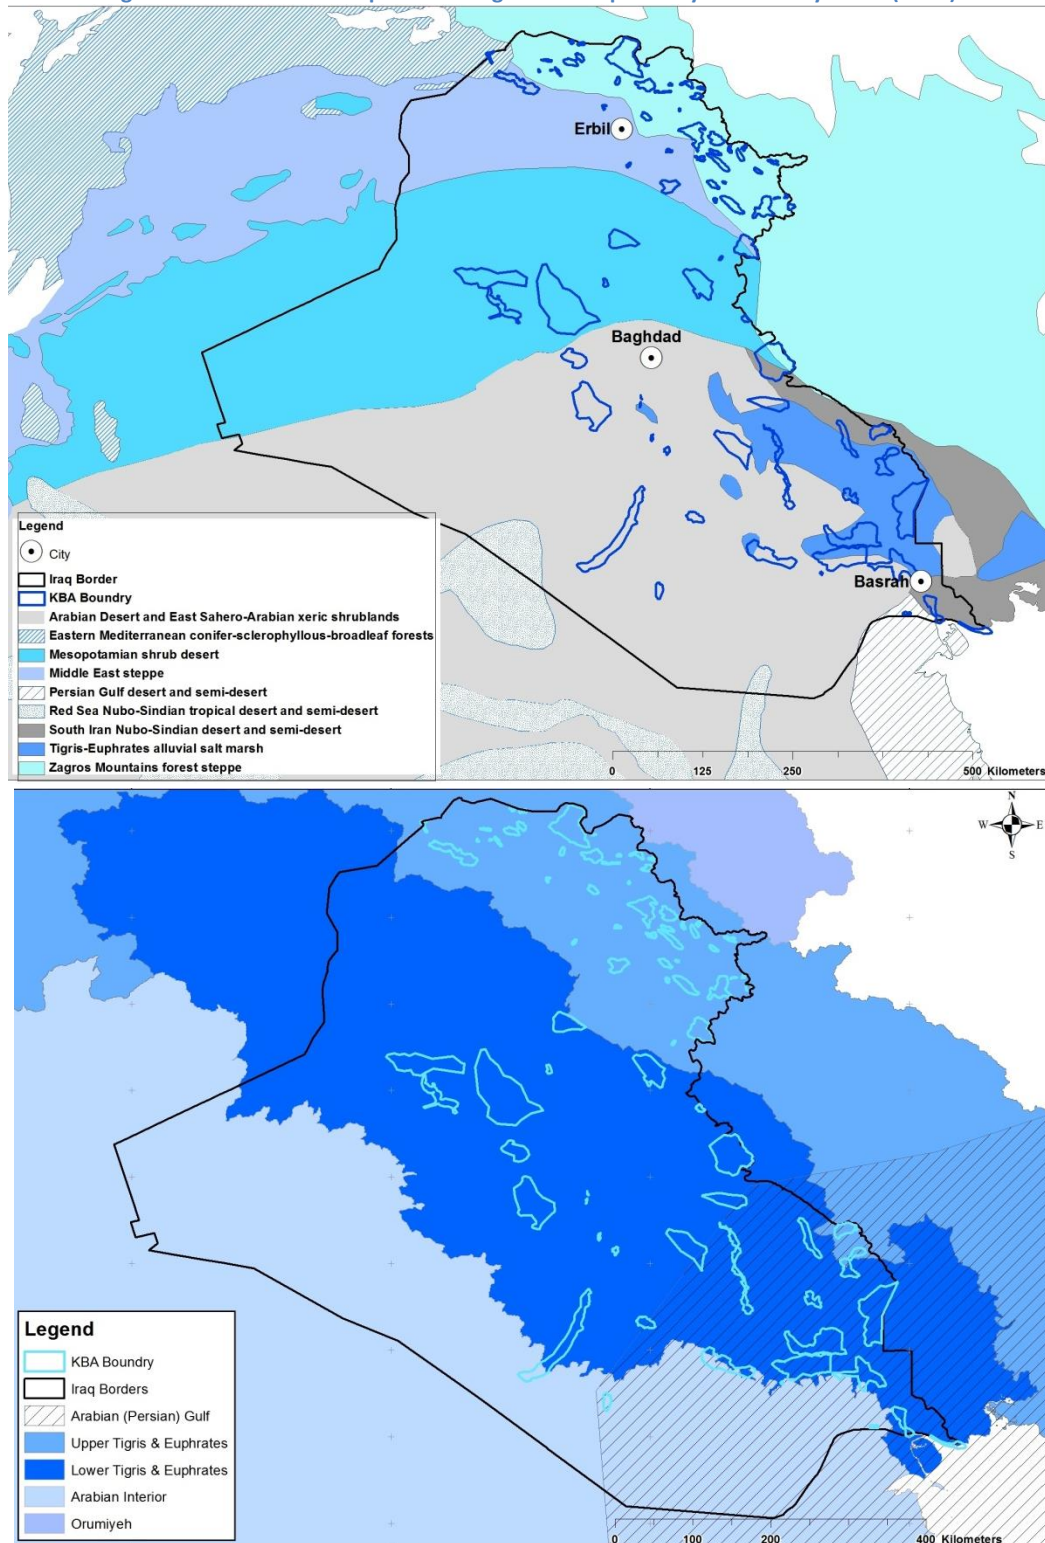 Erbil
Baghdad
Basrah
Legend
City
Iraq Border
KBA Boundry
Arabian Desert and East Sahero-Arabian xeric shrublands
Eastern Mediterranean conifer-sclerophyllous-broadleaf forests
Mesopotamian shrub desert
Middle East steppe
Persian Gulf desert and semi-desert
Red Sea Nubo-Sindian tropical desert and semi-desert
South Iran Nubo-Sindian desert and semi-desert
Tigris-Euphrates alluvial salt marsh
Zagros Mountains forest steppe
0 125 250 500 Kilometers
N
W E
S
Legend
KBA Boundry
Iraq Borders
Arabian (Persian) Gulf
Upper Tigris & Euphrates
Lower Tigris & Euphrates
Arabian Interior
Orumiyeh
0 100 200 400 Kilometers